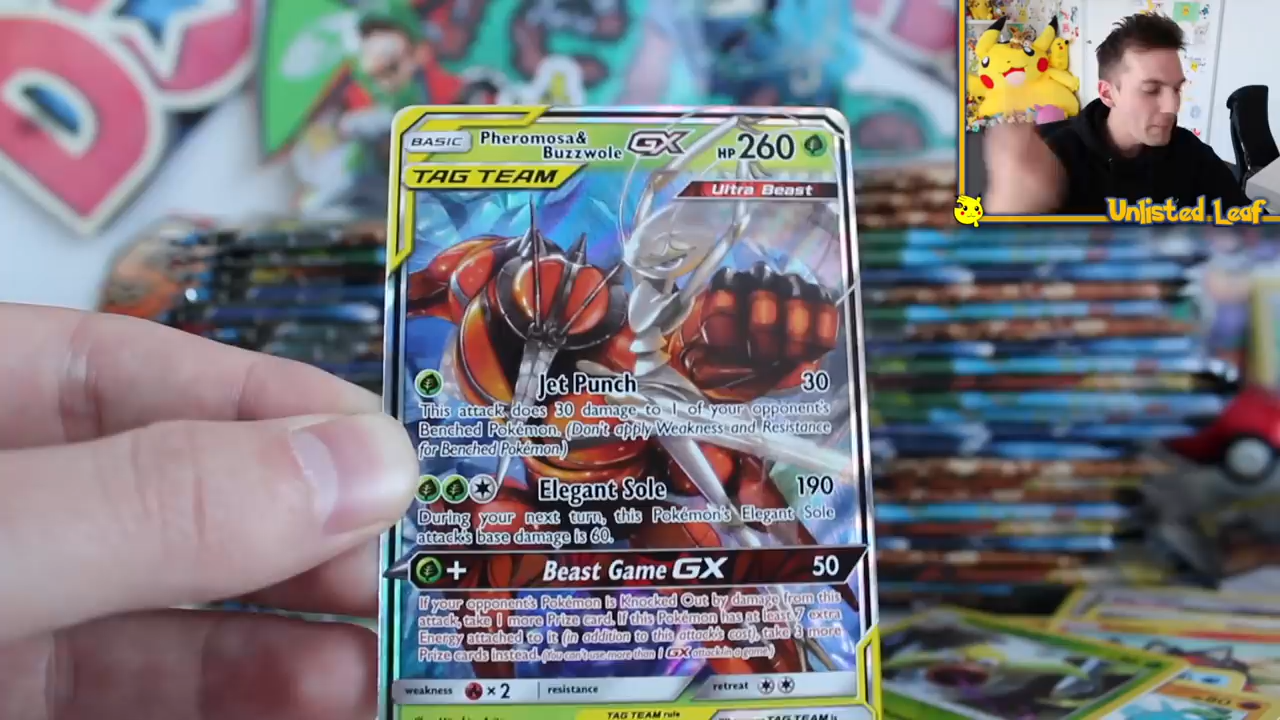 BASIC
Pheromosa&
Buzzwole GX
HP 260
TAG TEAM
Ultra Beast
Jet Punch 30
This attack does 30 damage to 1 of your opponent's
Benched Pokémon. (Don't apply Weakness and Resistance
for Benched Pokémon.)
Elegant Sole 190
During your next turn, this Pokémon's Elegant Sole
attack's base damage is 60.
+ Beast Game GX 50
If your opponent's Pokémon is Knocked Out by damage from this
attack, take 1 more Prize card. If this Pokémon has at least 7 extra
Energy attached to it (in addition to this attack's cost), take 3 more
Prize cards instead. (You can't use more than 1 GX attack in a game.)
weakness ×2 resistance retreat
TAG TEAM rule
Unlisted Leaf